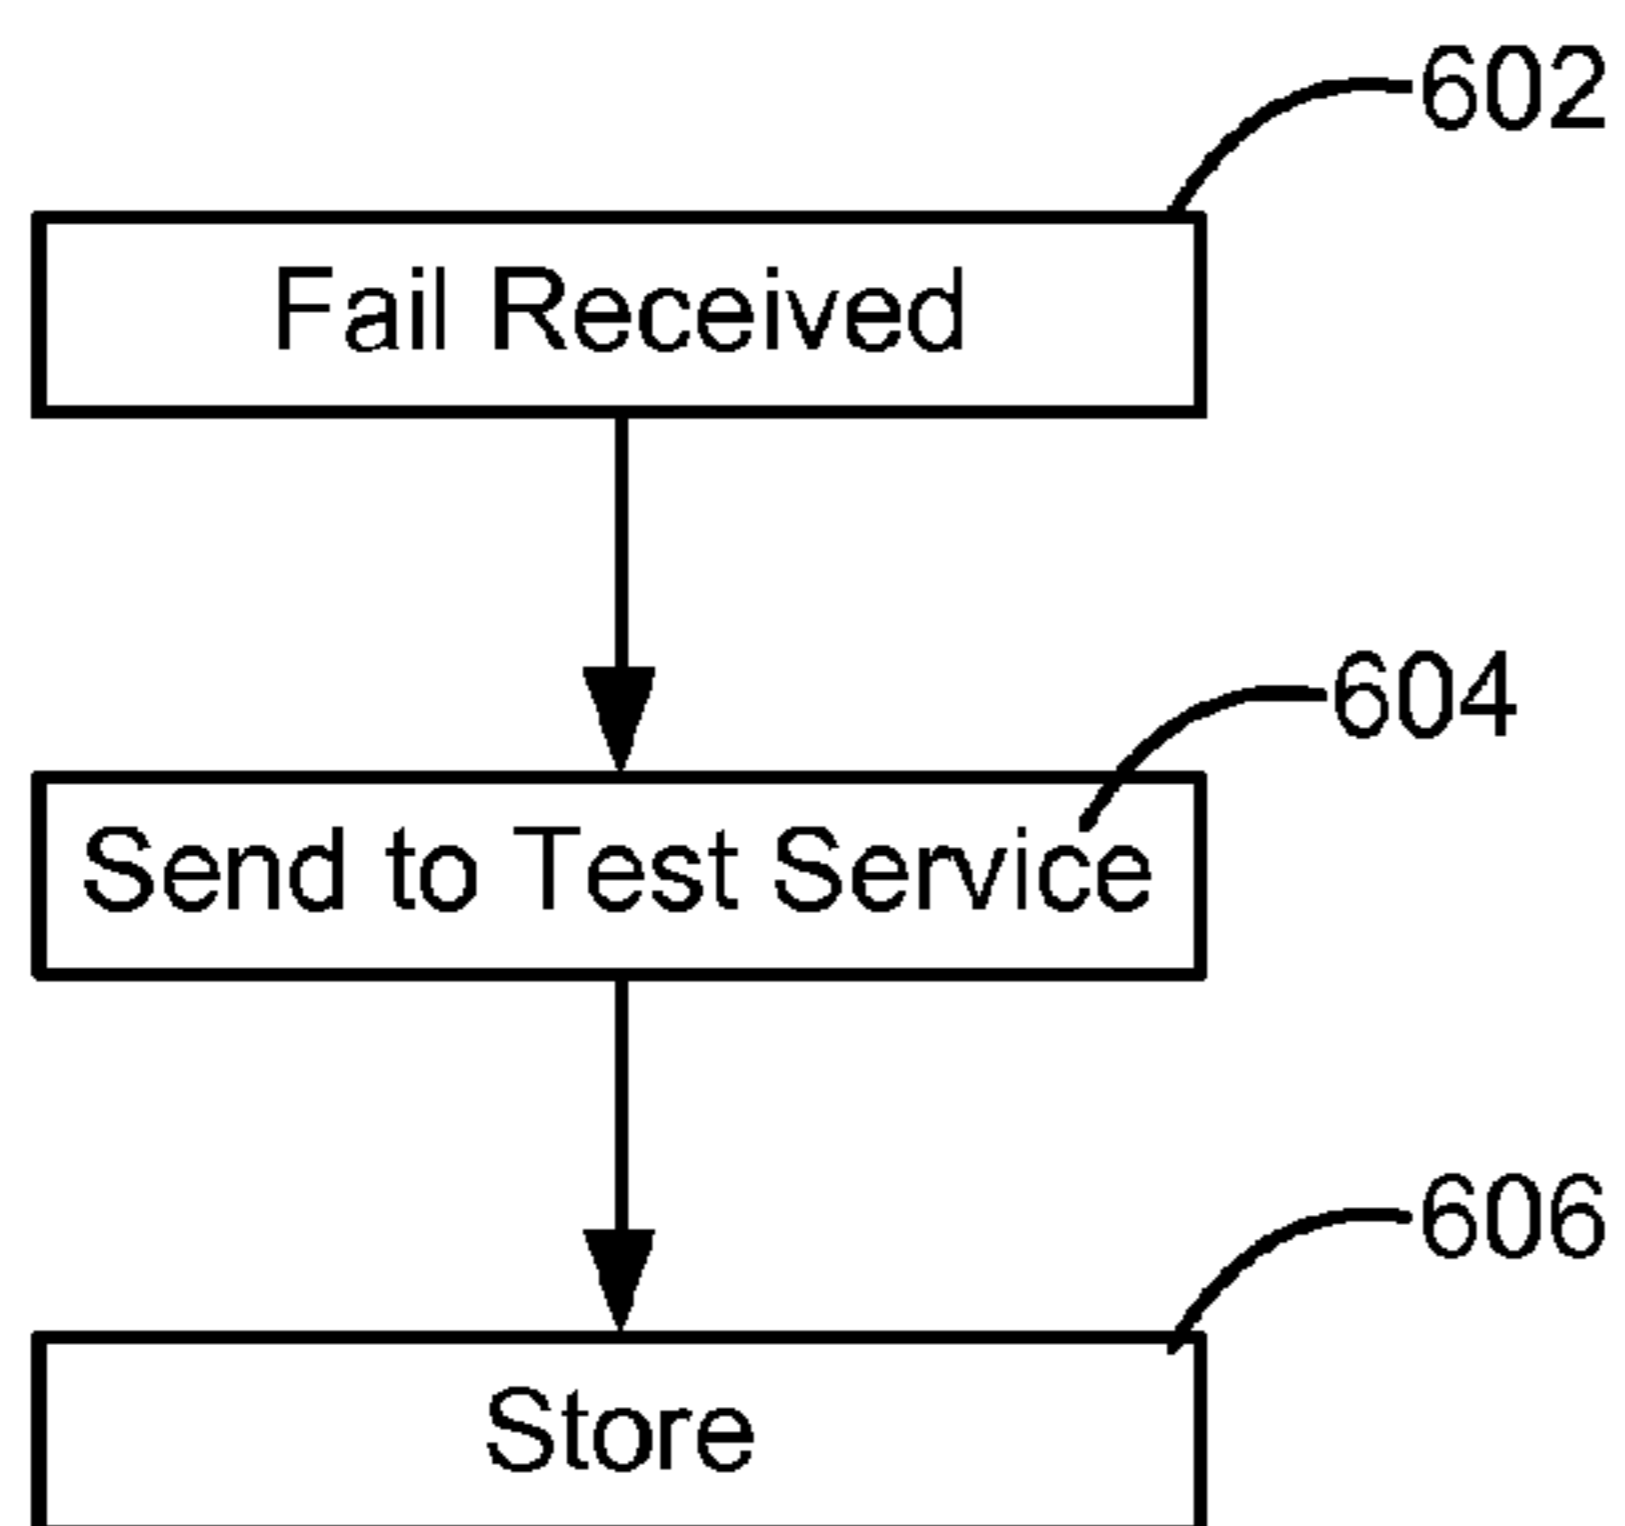 602
Fail Received
604
Send to Test Service
606
Store